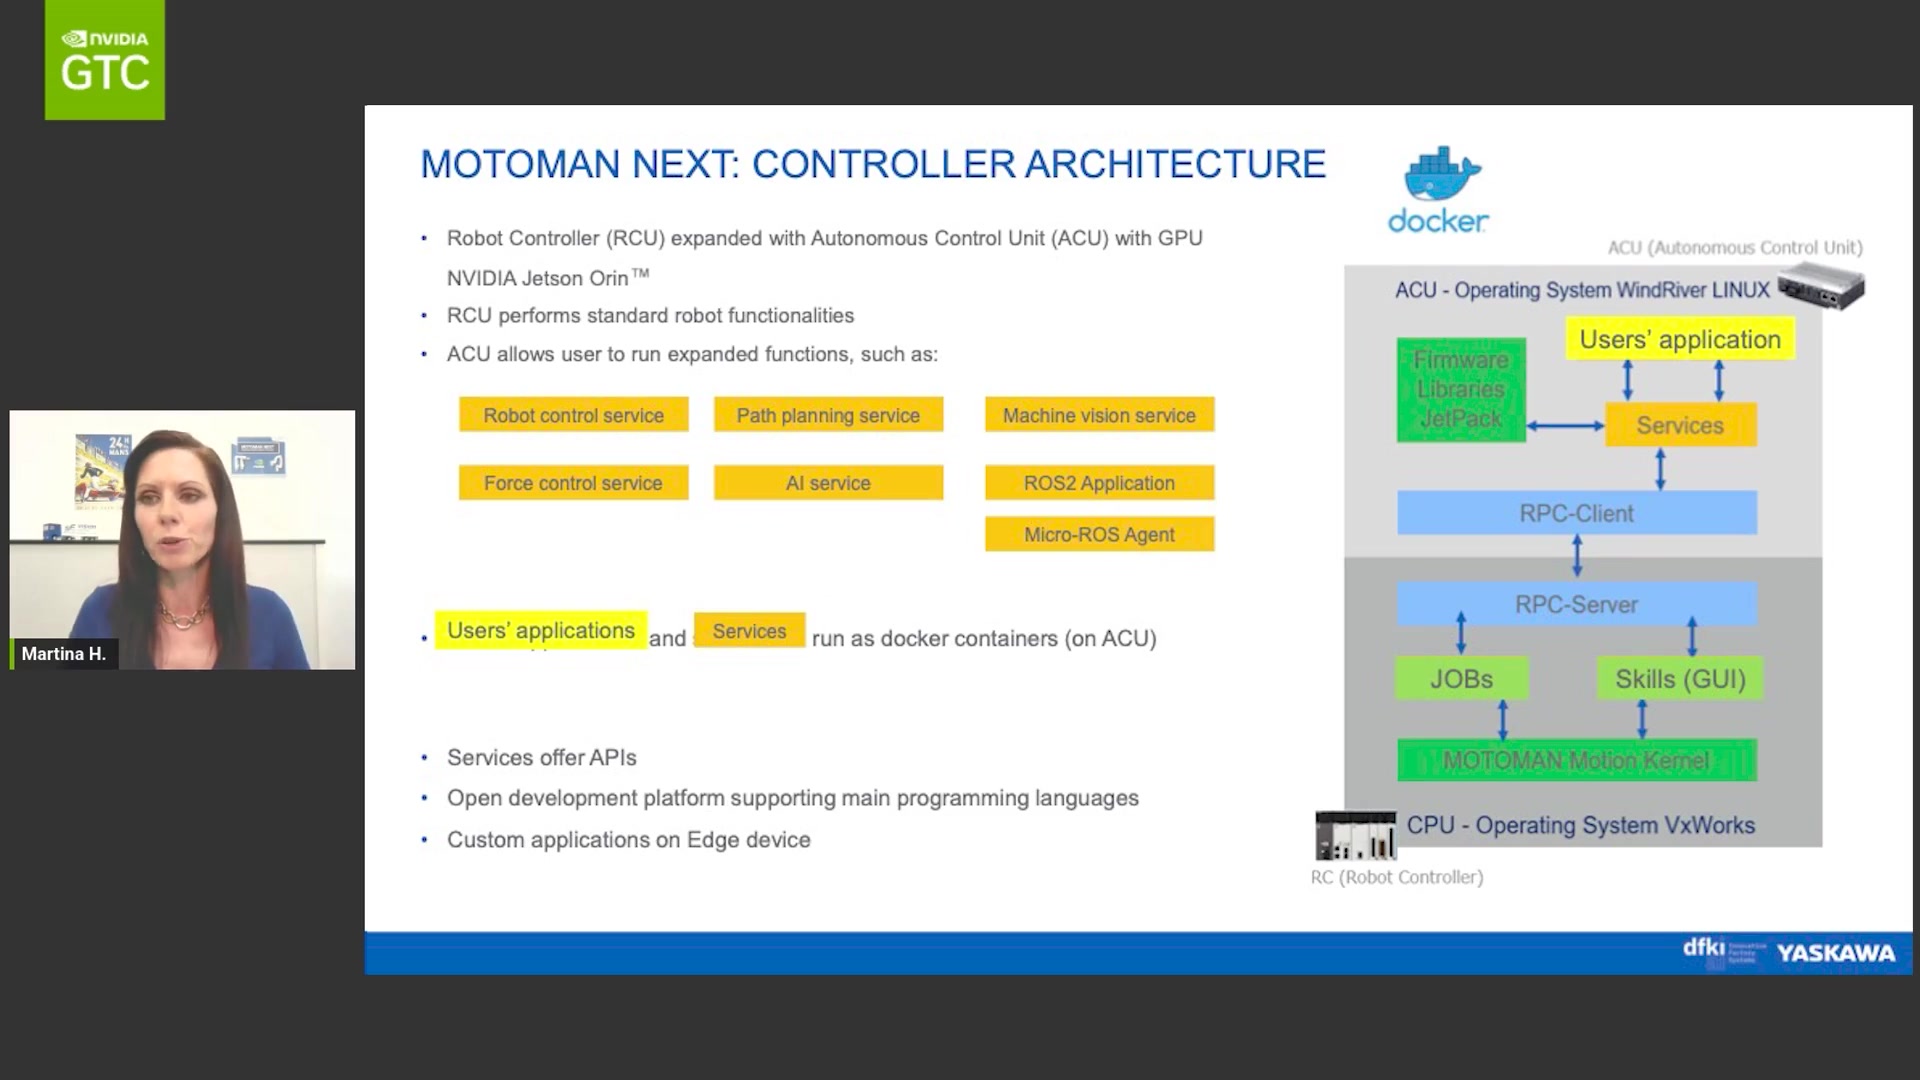 NVIDIA
GTC
MOTOMAN NEXT: CONTROLLER ARCHITECTURE
• Robot Controller (RCU) expanded with Autonomous Control Unit (ACU) with GPU
NVIDIA Jetson Orin™
• RCU performs standard robot functionalities
• ACU allows user to run expanded functions, such as:
Robot control service
Path planning service
Machine vision service
Force control service
AI service
ROS2 Application
Micro-ROS Agent
• Users' applications and Services run as docker containers (on ACU)
• Services offer APIs
• Open development platform supporting main programming languages
• Custom applications on Edge device
docker
ACU (Autonomous Control Unit)
ACU - Operating System WindRiver LINUX
Users' application
Firmware
Libraries
JetPack
Services
RPC-Client
RPC-Server
JOBs
Skills (GUI)
MOTOMAN Motion Kernel
CPU - Operating System VxWorks
RC (Robot Controller)
24H
MANS
Martina H.
dfki
YASKAWA